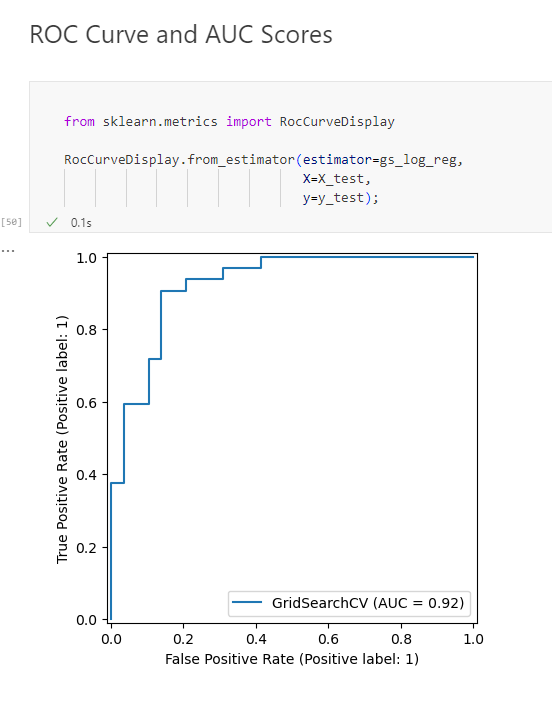 ROC Curve and AUC Scores
from sklearn.metrics import RocCurveDisplay
RocCurveDisplay.from_estimator(estimator=gs_log_reg,
X=X_test,
y=y_test);
[50]
0.1s
...
1.0
0.8
0.6
0.4
0.2
0.0
True Positive Rate (Positive label: 1)
GridSearchCV (AUC = 0.92)
0.0 0.2 0.4 0.6 0.8 1.0
False Positive Rate (Positive label: 1)